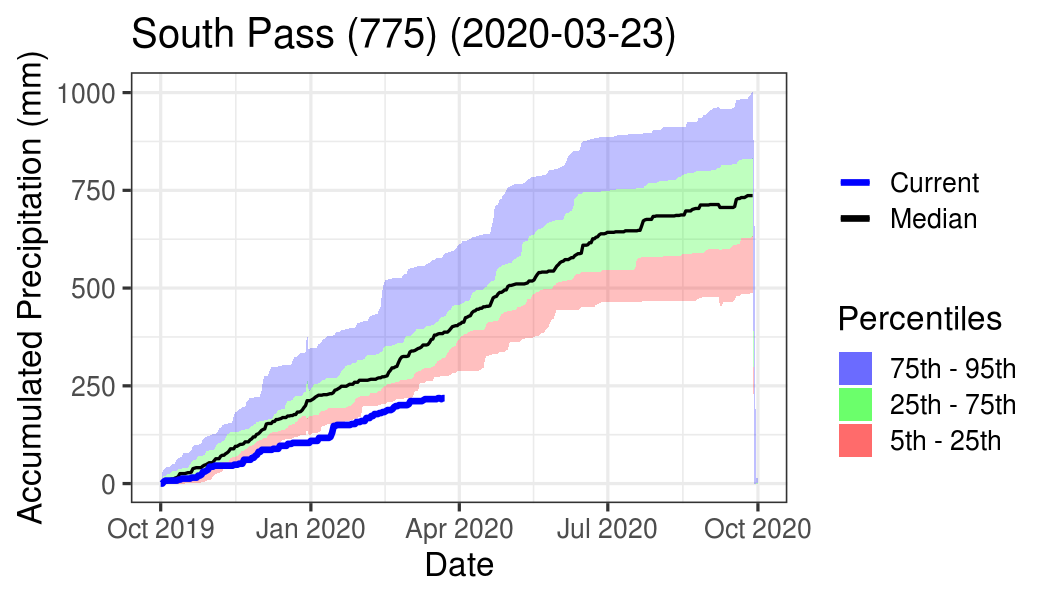 South Pass (775) (2020-03-23)
Accumulated Precipitation (mm)
1000
750
500
250
0
Oct 2019
Jan 2020
Apr 2020
Jul 2020
Oct 2020
Date
Current
Median
Percentiles
75th - 95th
25th - 75th
5th - 25th